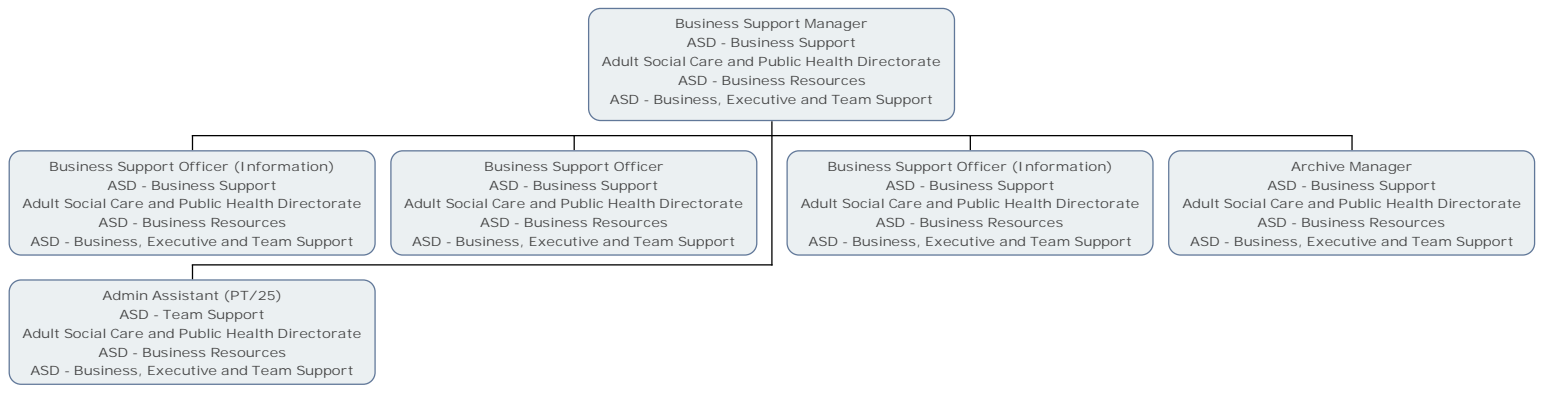 Business Support Manager
ASD - Business Support
Adult Social Care and Public Health Directorate
ASD - Business Resources
ASD - Business, Executive and Team Support
Business Support Officer (Information)
ASD - Business Support
Adult Social Care and Public Health Directorate
ASD - Business Resources
ASD - Business, Executive and Team Support
Business Support Officer
ASD - Business Support
Adult Social Care and Public Health Directorate
ASD - Business Resources
ASD - Business, Executive and Team Support
Business Support Officer (Information)
ASD - Business Support
Adult Social Care and Public Health Directorate
ASD - Business Resources
ASD - Business, Executive and Team Support
Archive Manager
ASD - Business Support
Adult Social Care and Public Health Directorate
ASD - Business Resources
ASD - Business, Executive and Team Support
Admin Assistant (PT/25)
ASD - Team Support
Adult Social Care and Public Health Directorate
ASD - Business Resources
ASD - Business, Executive and Team Support